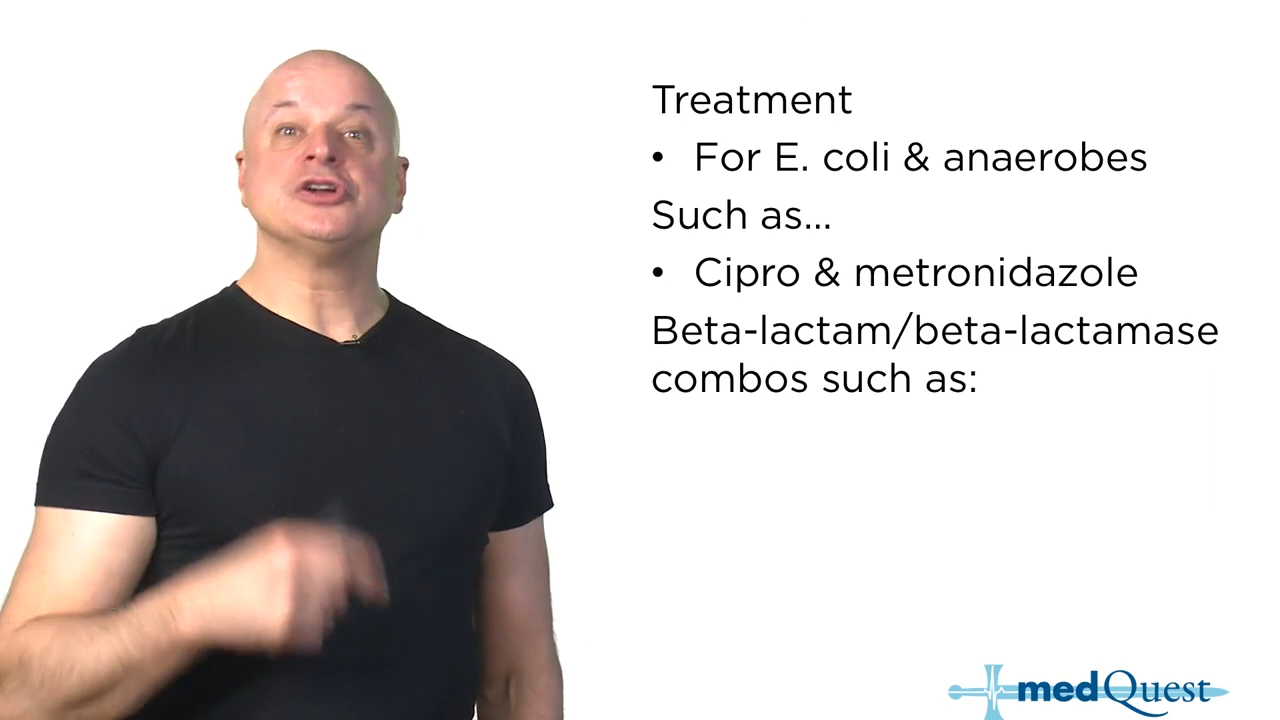 Treatment
• For E. coli & anaerobes
Such as...
• Cipro & metronidazole
Beta-lactam/beta-lactamase
combos such as:
medQuest